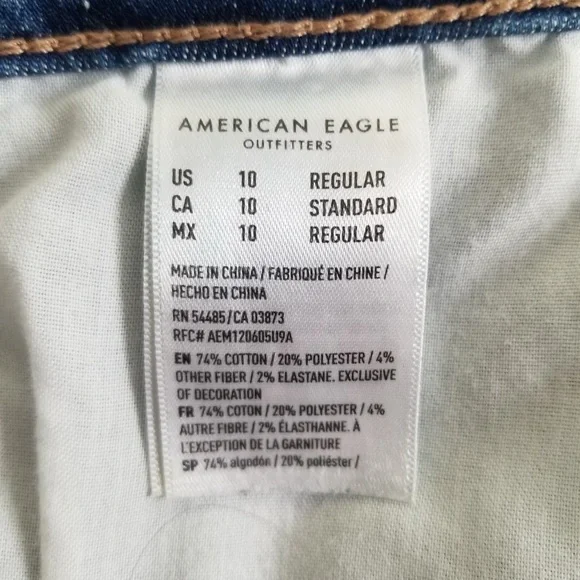 AMERICAN EAGLE
OUTFITTERS
US 10 REGULAR
CA 10 STANDARD
MX 10 REGULAR
MADE IN CHINA / FABRIQUÉ EN CHINE /
HECHO EN CHINA
RN 54485 / CA 03873
RFC# AEM120605U9A
EN 74% COTTON / 20% POLYESTER / 4%
OTHER FIBER / 2% ELASTANE. EXCLUSIVE
OF DECORATION
FR 74% COTON / 20% POLYESTER / 4%
AUTRE FIBRE / 2% ÉLASTHANNE. À
L'EXCEPTION DE LA GARNITURE
SP 74% algodón / 20% poliéster /